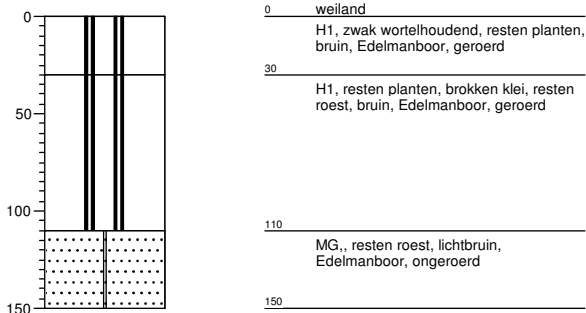 0
50
100
150
0 weiland
H1, zwak wortelhoudend, resten planten,
bruin, Edelmanboor, geroerd
30
H1, resten planten, brokken klei, resten
roest, bruin, Edelmanboor, geroerd
110
MG,, resten roest, lichtbruin,
Edelmanboor, ongeroerd
150